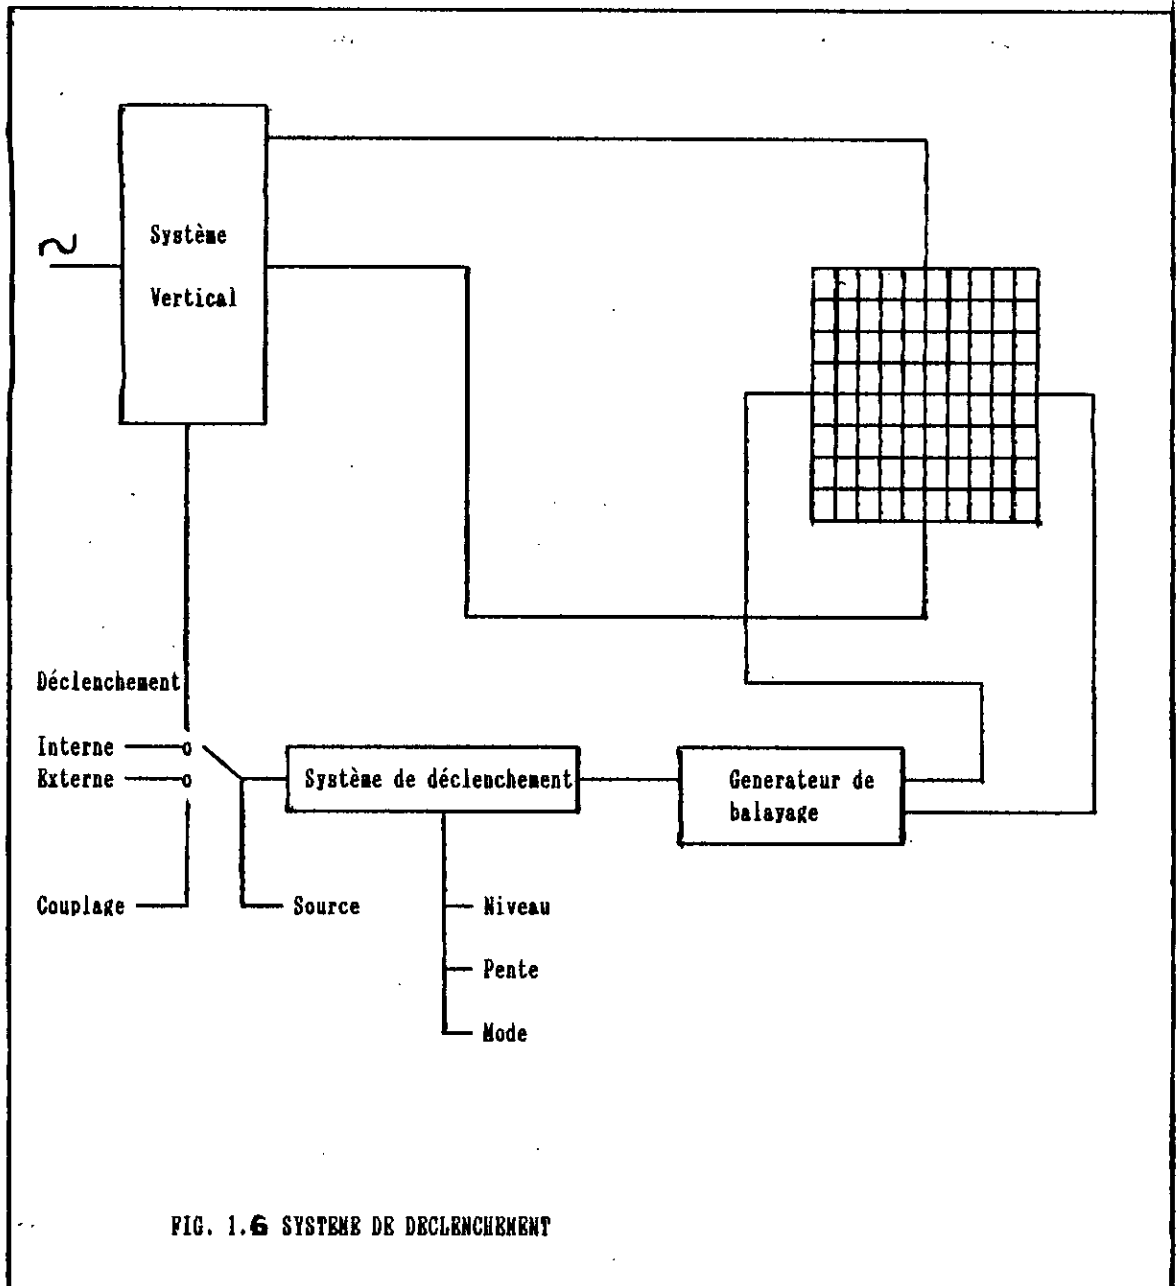 Système
Vertical
Déclenchement
Interne
Externe
Système de déclenchement
Generateur de
balayage
Couplage
Source
Niveau
Pente
Mode
FIG. 1.6 SYSTEME DE DECLENCHEMENT